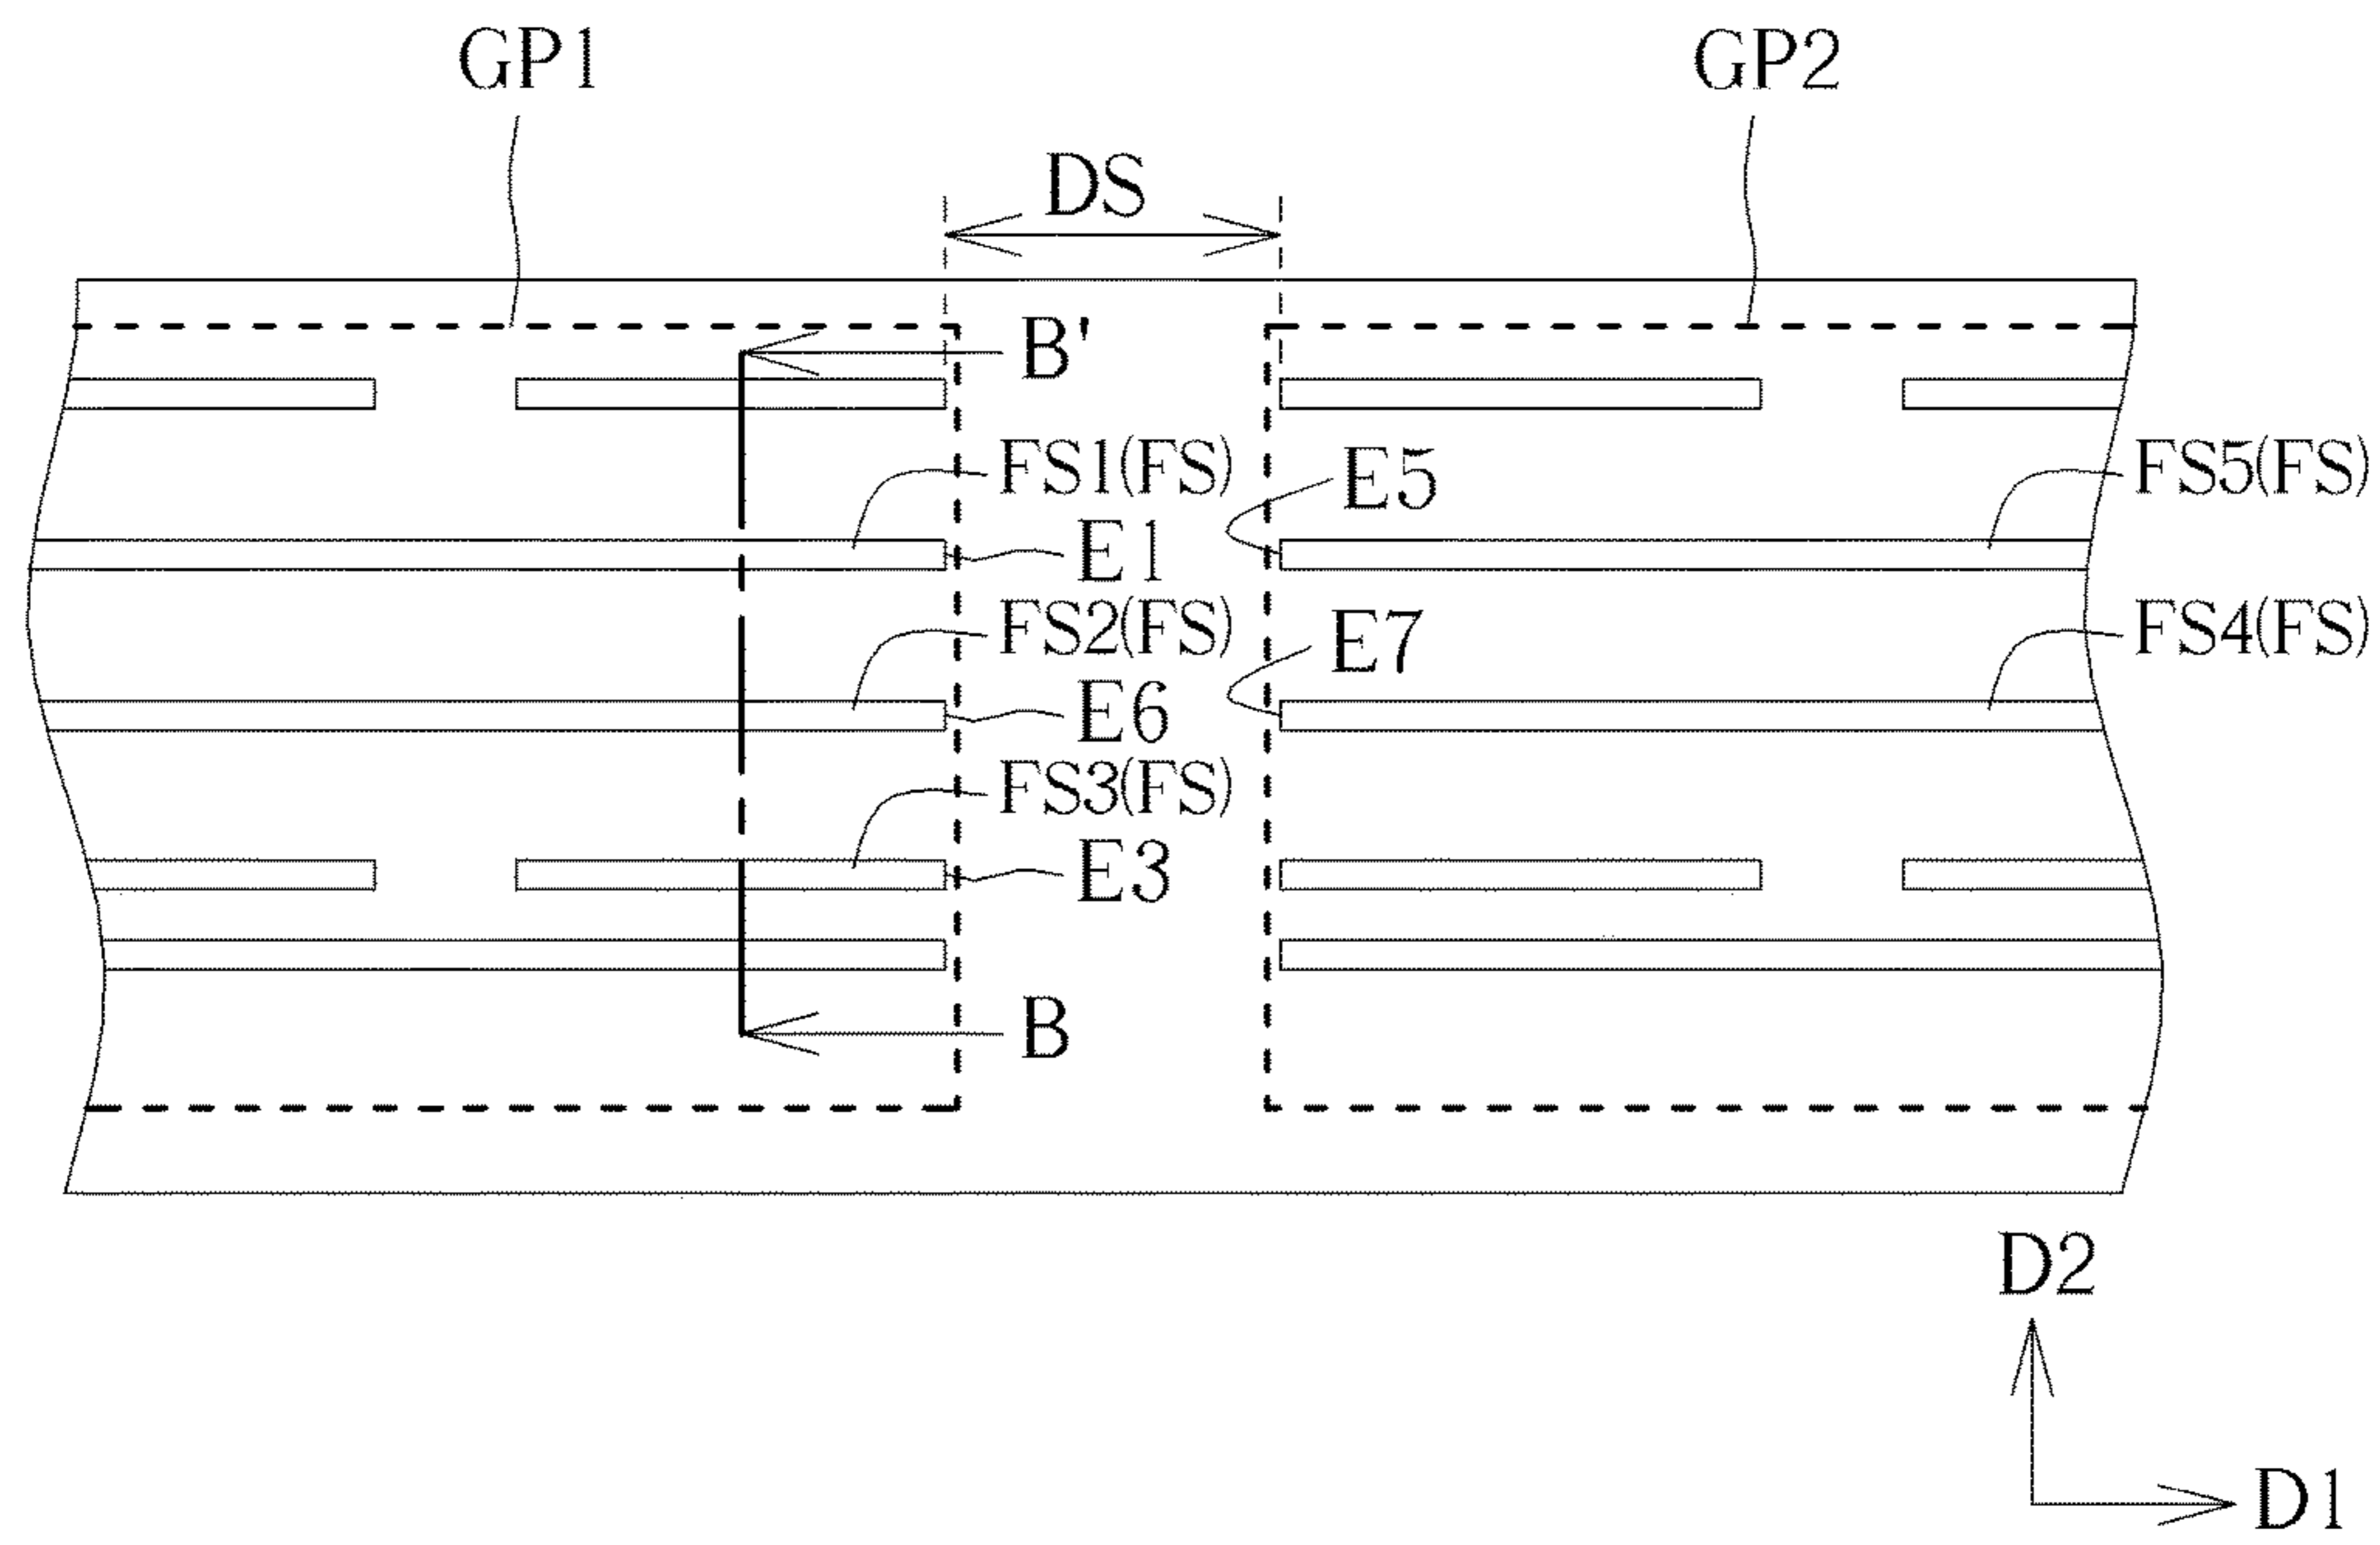 GP1
GP2
DS
B'
FS1(FS)
E5
FS5(FS)
E1
FS2(FS)
E7
FS4(FS)
E6
FS3(FS)
E3
B
D2
D1